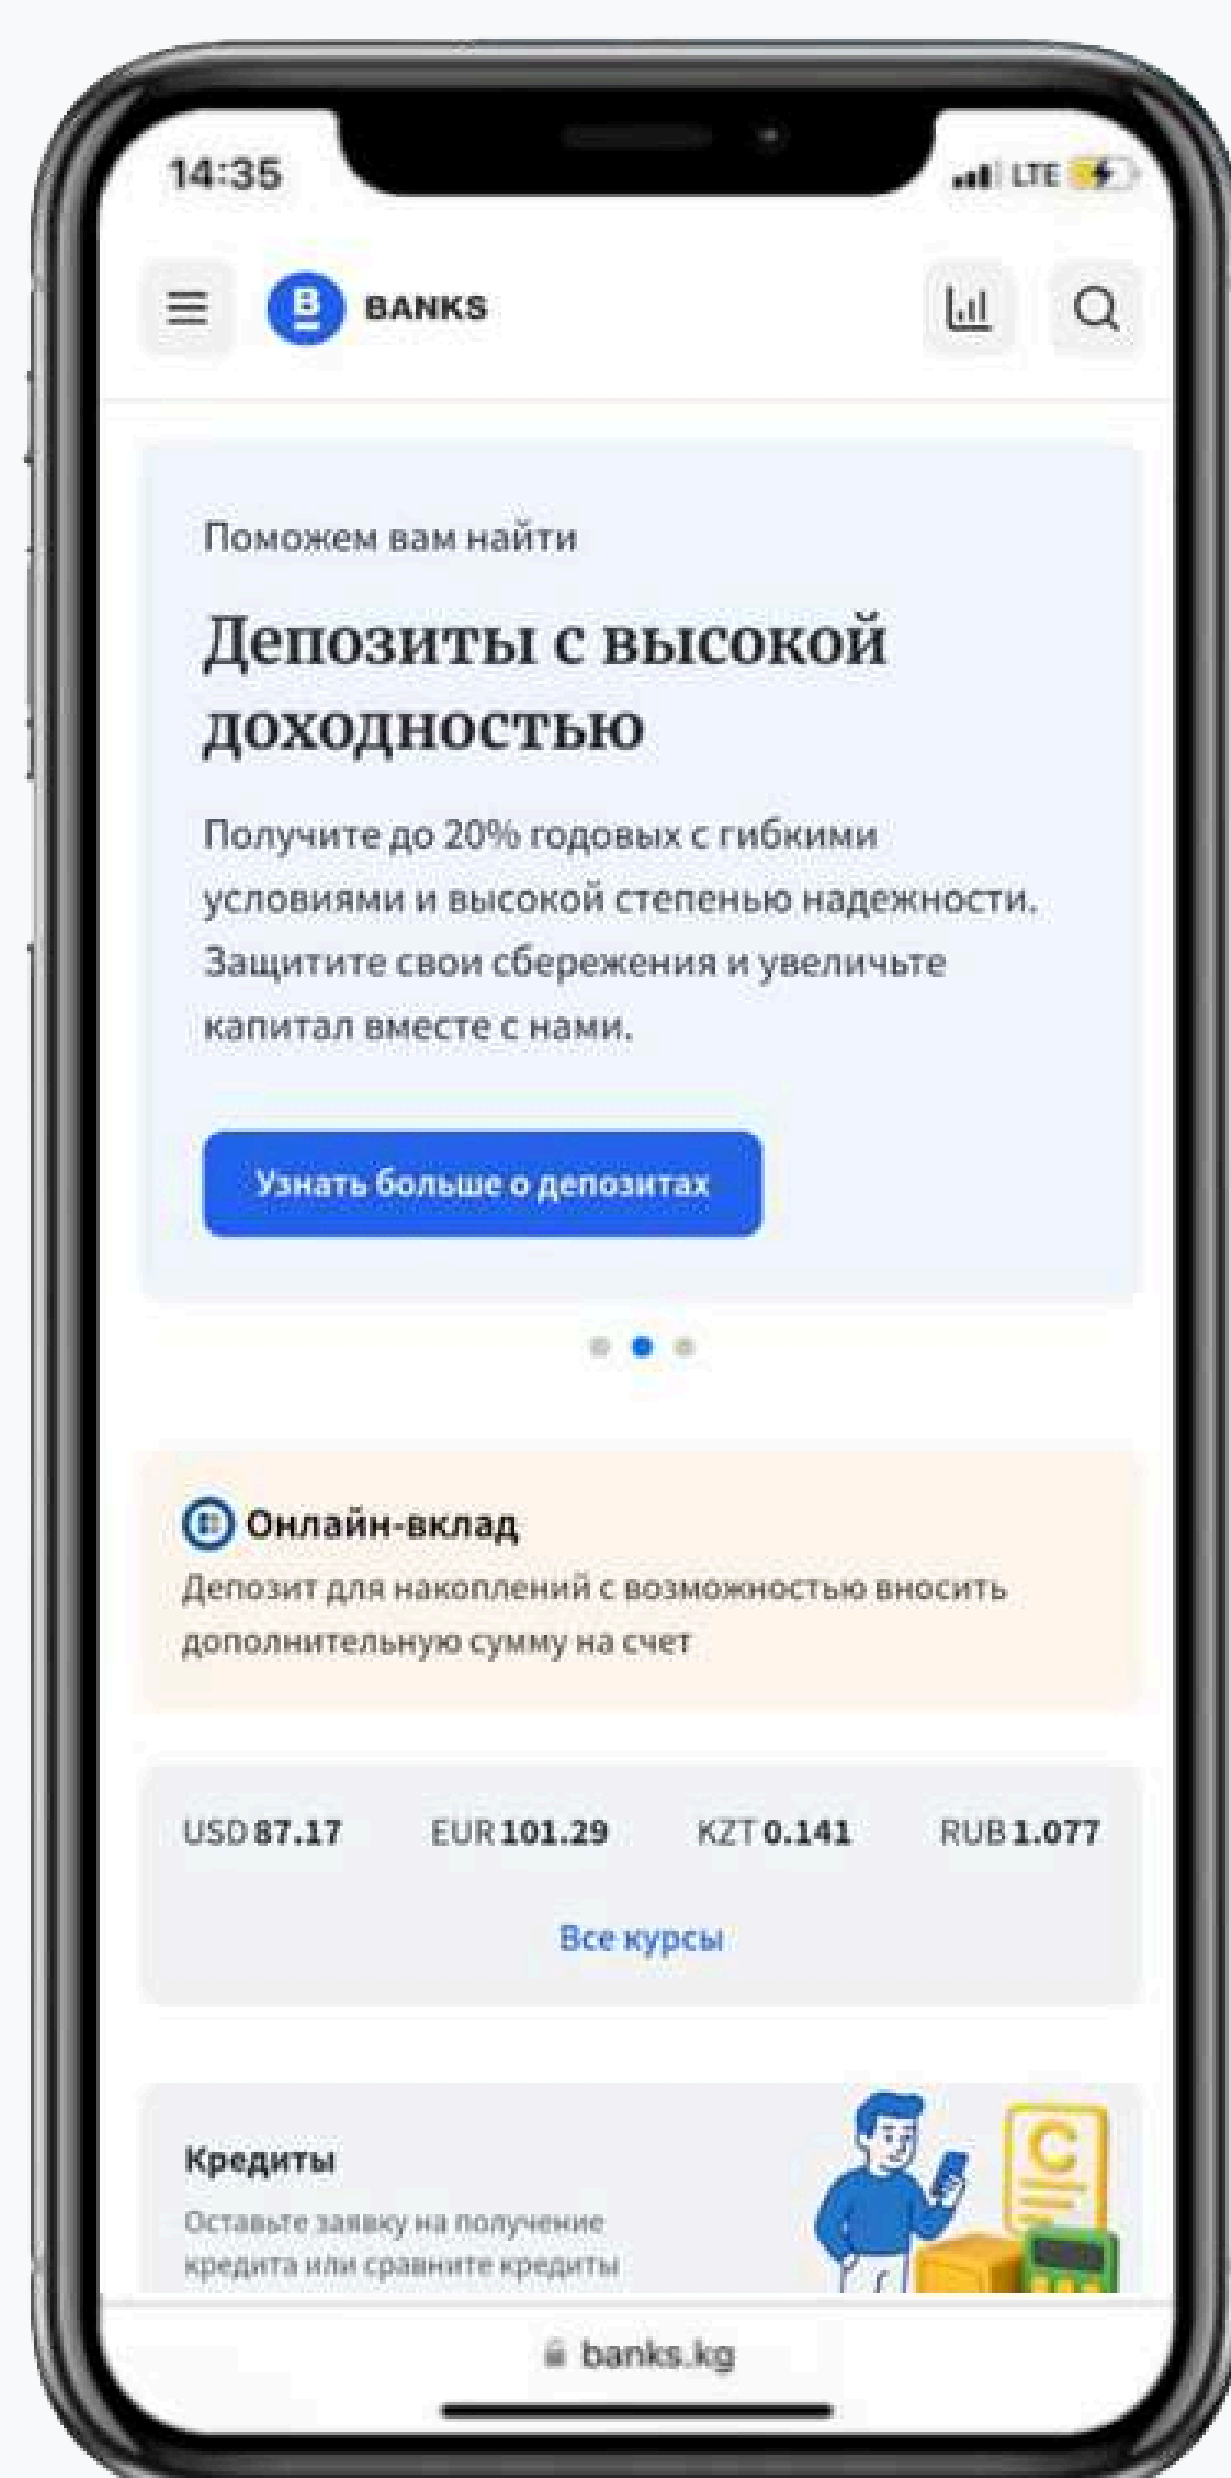 14:35
LTE
B BANKS
Поможем вам найти
Депозиты с высокой
доходностью
Получите до 20% годовых с гибкими
условиями и высокой степенью надежности.
Защитите свои сбережения и увеличьте
капитал вместе с нами.
Узнать больше о депозитах
Онлайн-вклад
Депозит для накоплений с возможностью вносить
дополнительную сумму на счет
USD 87.17 EUR 101.29 KZT 0.141 RUB 1.077
Все курсы
Кредиты
Оставьте заявку на получение
кредита или сравните кредиты
C
banks.kg